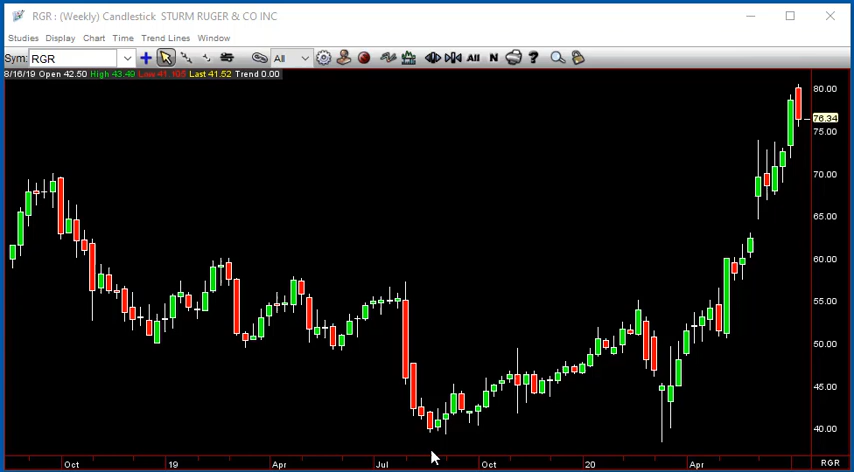 RGR : (Weekly) Candlestick STURM RUGER & CO INC
Studies Display Chart Time Trend Lines Window
Sym: RGR All All N ?
8/16/19 Open 42.50 High 43.49 Low 41.105 Last 41.52 Trend 0.00
80.00
76.34
75.00
70.00
65.00
60.00
55.00
50.00
45.00
40.00
Oct 19 Apr Jul Oct 20 Apr RGR